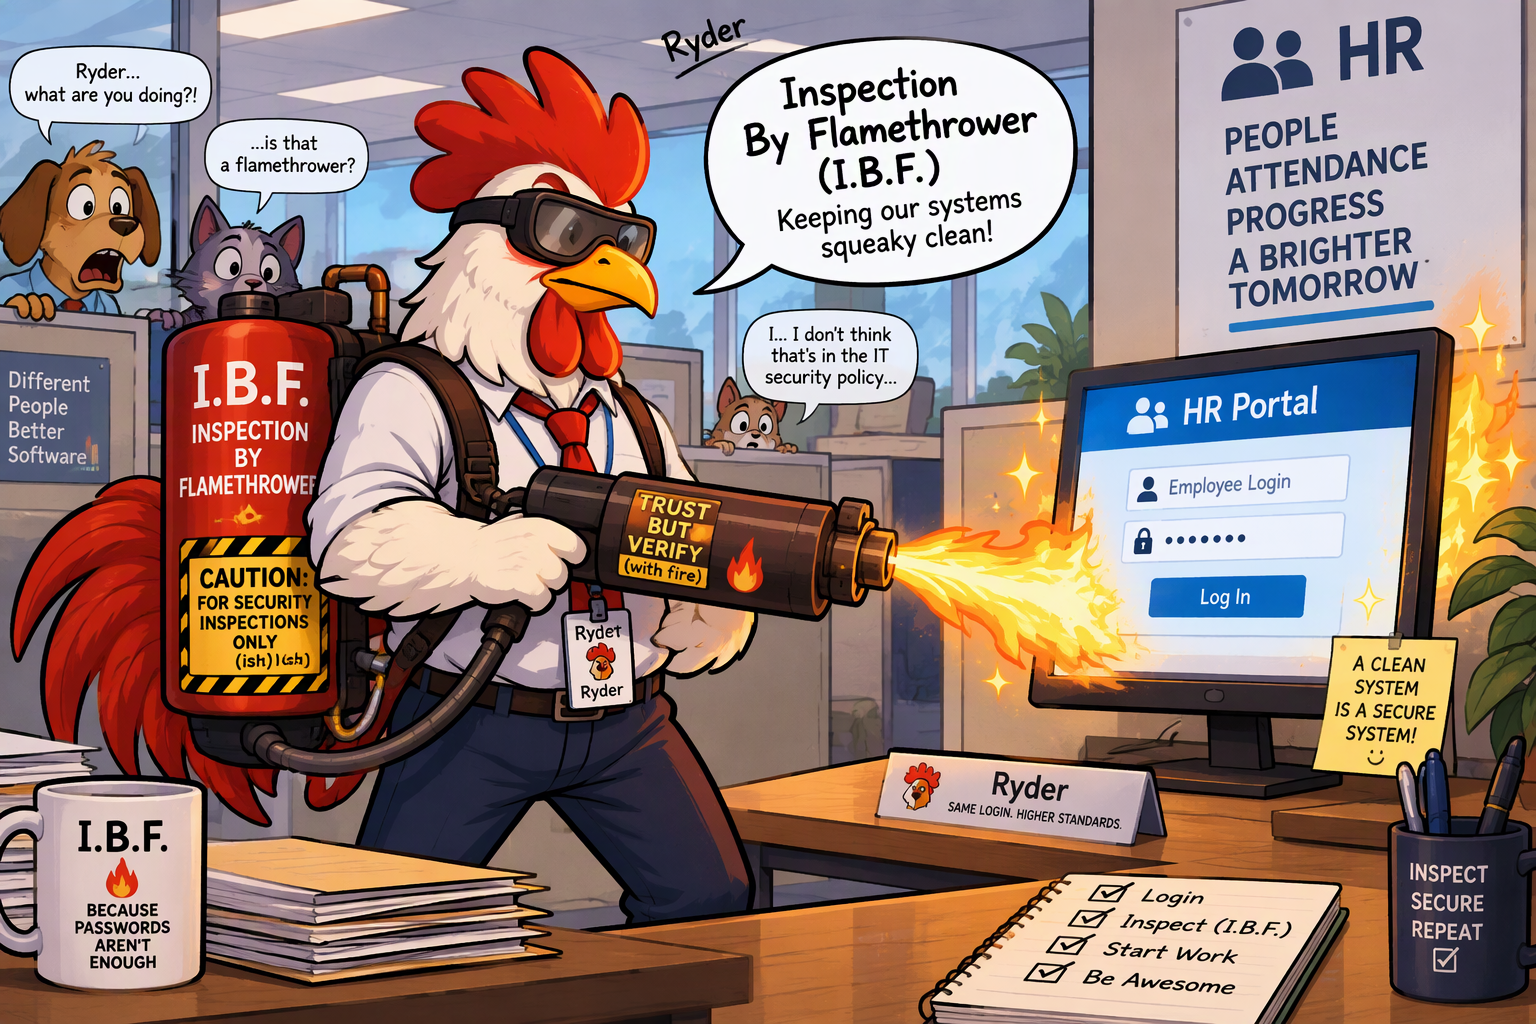 Ryder...
what are you doing?!
...is that
a flamethrower?
Ryder
Inspection
By Flamethrower
(I.B.F.)
Keeping our systems
squeaky clean!
I... I don't think
that's in the IT
security policy...
HR
PEOPLE
ATTENDANCE
PROGRESS
A BRIGHTER
TOMORROW
Different
People
Better
Software
I.B.F.
INSPECTION
BY
FLAMETHROWER
CAUTION:
FOR SECURITY
INSPECTIONS
ONLY
(ish)
TRUST
BUT
VERIFY
(with fire)
Rydet
Ryder
HR Portal
Employee Login
Log In
A CLEAN
SYSTEM
IS A SECURE
SYSTEM!
Ryder
SAME LOGIN. HIGHER STANDARDS.
I.B.F.
BECAUSE
PASSWORDS
AREN'T
ENOUGH
Login
Inspect (I.B.F.)
Start Work
Be Awesome
INSPECT
SECURE
REPEAT